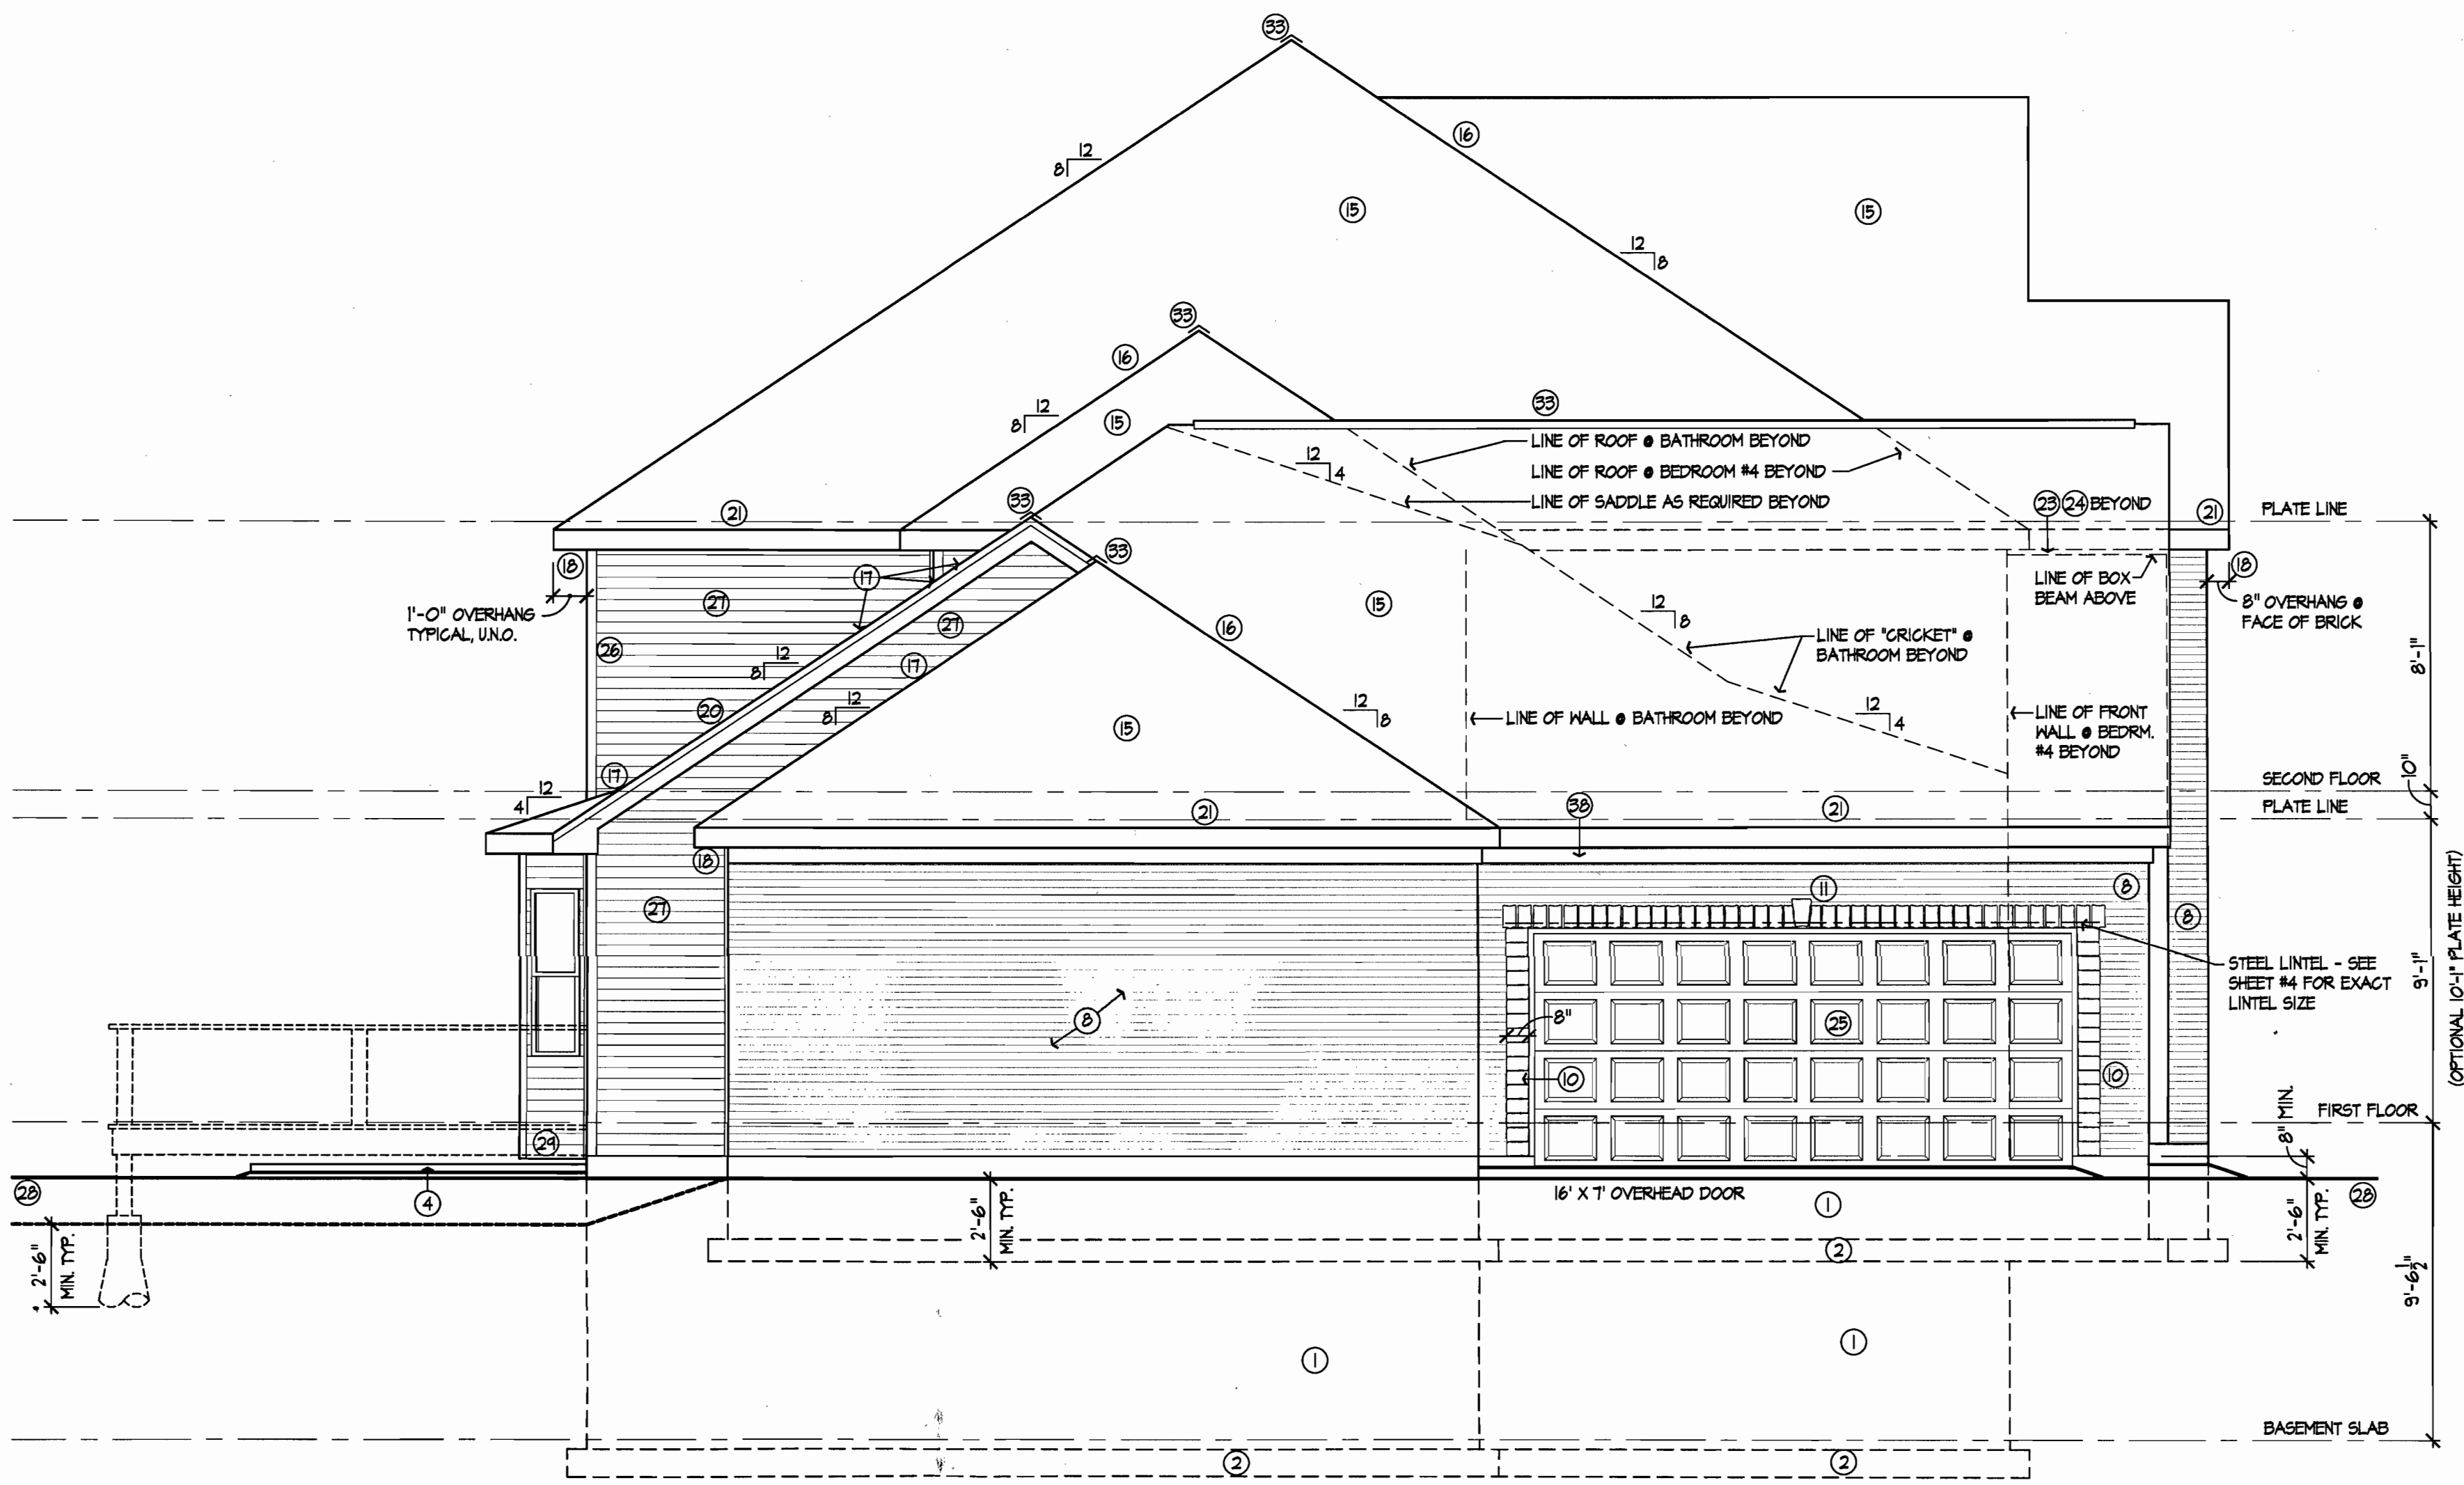 33
16
12
8
15
15
12
8
33
16
12
8
15
33
LINE OF ROOF @ BATHROOM BEYOND
12
4
LINE OF ROOF @ BEDROOM #4 BEYOND
LINE OF SADDLE AS REQUIRED BEYOND
33
21
23 24 BEYOND
21
PLATE LINE
33
18
17
27
1'-0" OVERHANG
TYPICAL, U.N.O.
LINE OF BOX
BEAM ABOVE
18
8" OVERHANG @
FACE OF BRICK
15
12
8
27
16
26
LINE OF "CRICKET" @
BATHROOM BEYOND
12
8
17
8'-1"
20
12
8
15
12
8
LINE OF WALL @ BATHROOM BEYOND
12
4
LINE OF FRONT
WALL @ BEDRM.
#4 BEYOND
17
12
4
SECOND FLOOR
10"
21
38
21
PLATE LINE
18
27
11
8
8
STEEL LINTEL - SEE
SHEET #4 FOR EXACT
LINTEL SIZE
9'-1"
(OPTIONAL 10'-1" PLATE HEIGHT)
8
8"
25
10
10
FIRST FLOOR
8" MIN.
29
28
4
16' X 7' OVERHEAD DOOR
1
28
2'-6"
MIN. TYP.
2'-6"
MIN. TYP.
2'-6"
MIN. TYP.
2
9'-6 1/2"
1
1
BASEMENT SLAB
2
2